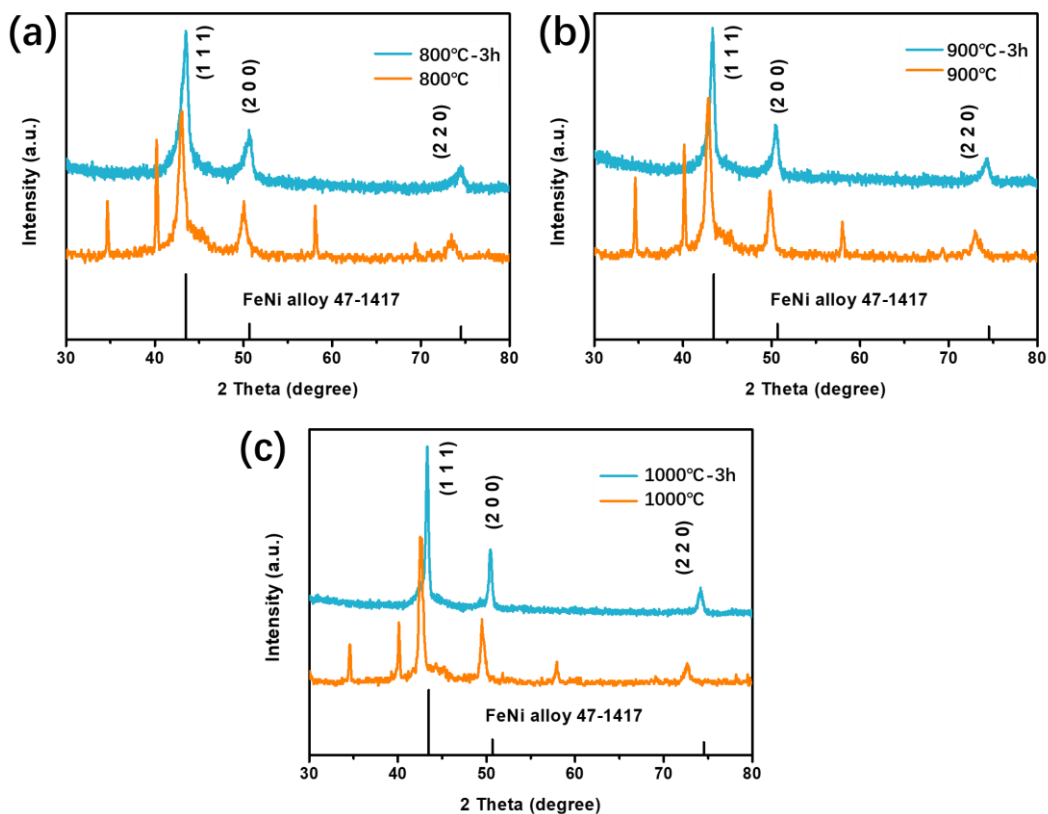 (a)
800℃-3h
800℃
(1 1 1)
(2 0 0)
(2 2 0)
Intensity (a.u.)
FeNi alloy 47-1417
30 40 50 60 70 80
2 Theta (degree)
(b)
900℃-3h
900℃
(1 1 1)
(2 0 0)
(2 2 0)
Intensity (a.u.)
FeNi alloy 47-1417
30 40 50 60 70 80
2 Theta (degree)
(c)
1000℃-3h
1000℃
(1 1 1)
(2 0 0)
(2 2 0)
Intensity (a.u.)
FeNi alloy 47-1417
30 40 50 60 70 80
2 Theta (degree)